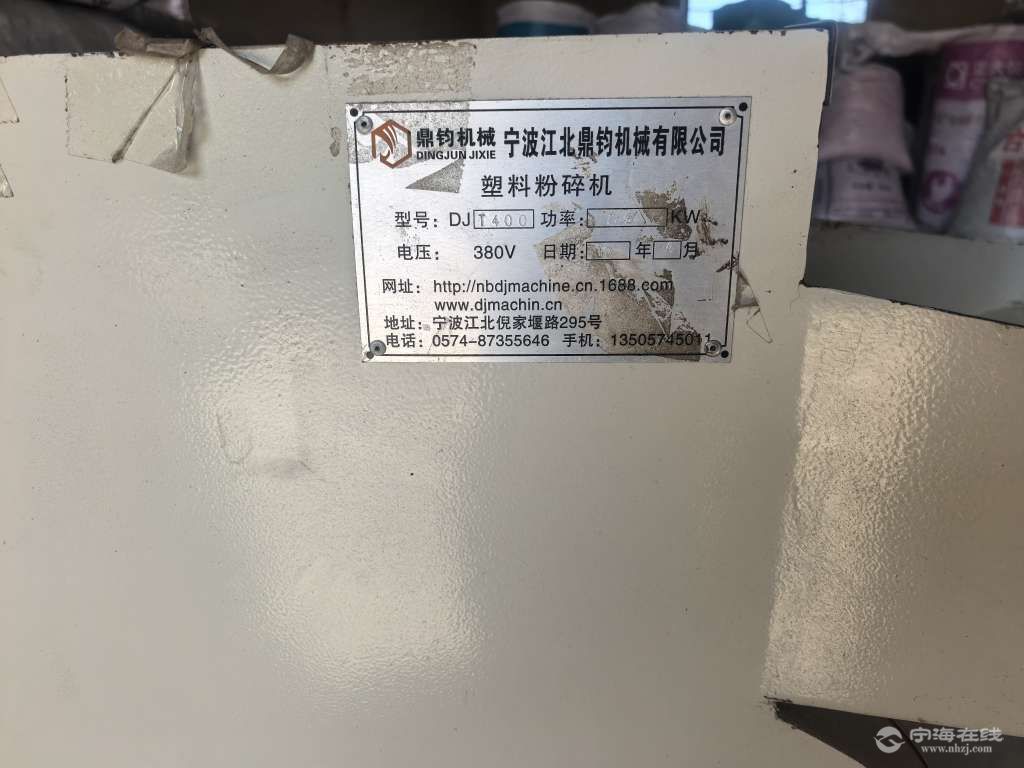 鼎钧机械 宁波江北鼎钧机械有限公司
DINGJUN JIXIE
塑料粉碎机
型号: DJ T400 功率: KW
电压: 380V 日期: 年 月
网址: http://nbdjmachine.cn.1688.com
www.djmachin.cn
地址: 宁波江北倪家堰路295号
电话: 0574-87355646 手机: 13505745011
宁海在线
www.nhzj.com